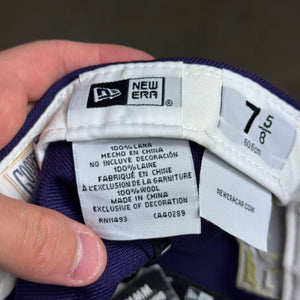 NEW
ERA
®
100%LANA
HECHO EN CHINA
NO INCLUYE DECORACIÓN
100%LAINE
FABRIQUÉ EN CHINE
À L'EXCLUSION DE LA GARNITURE
100%WOOL
MADE IN CHINA
EXCLUSIVE OF DECORATION
RN11493 CA40289
7 5/8
60.6cm
NEWERACAP.COM